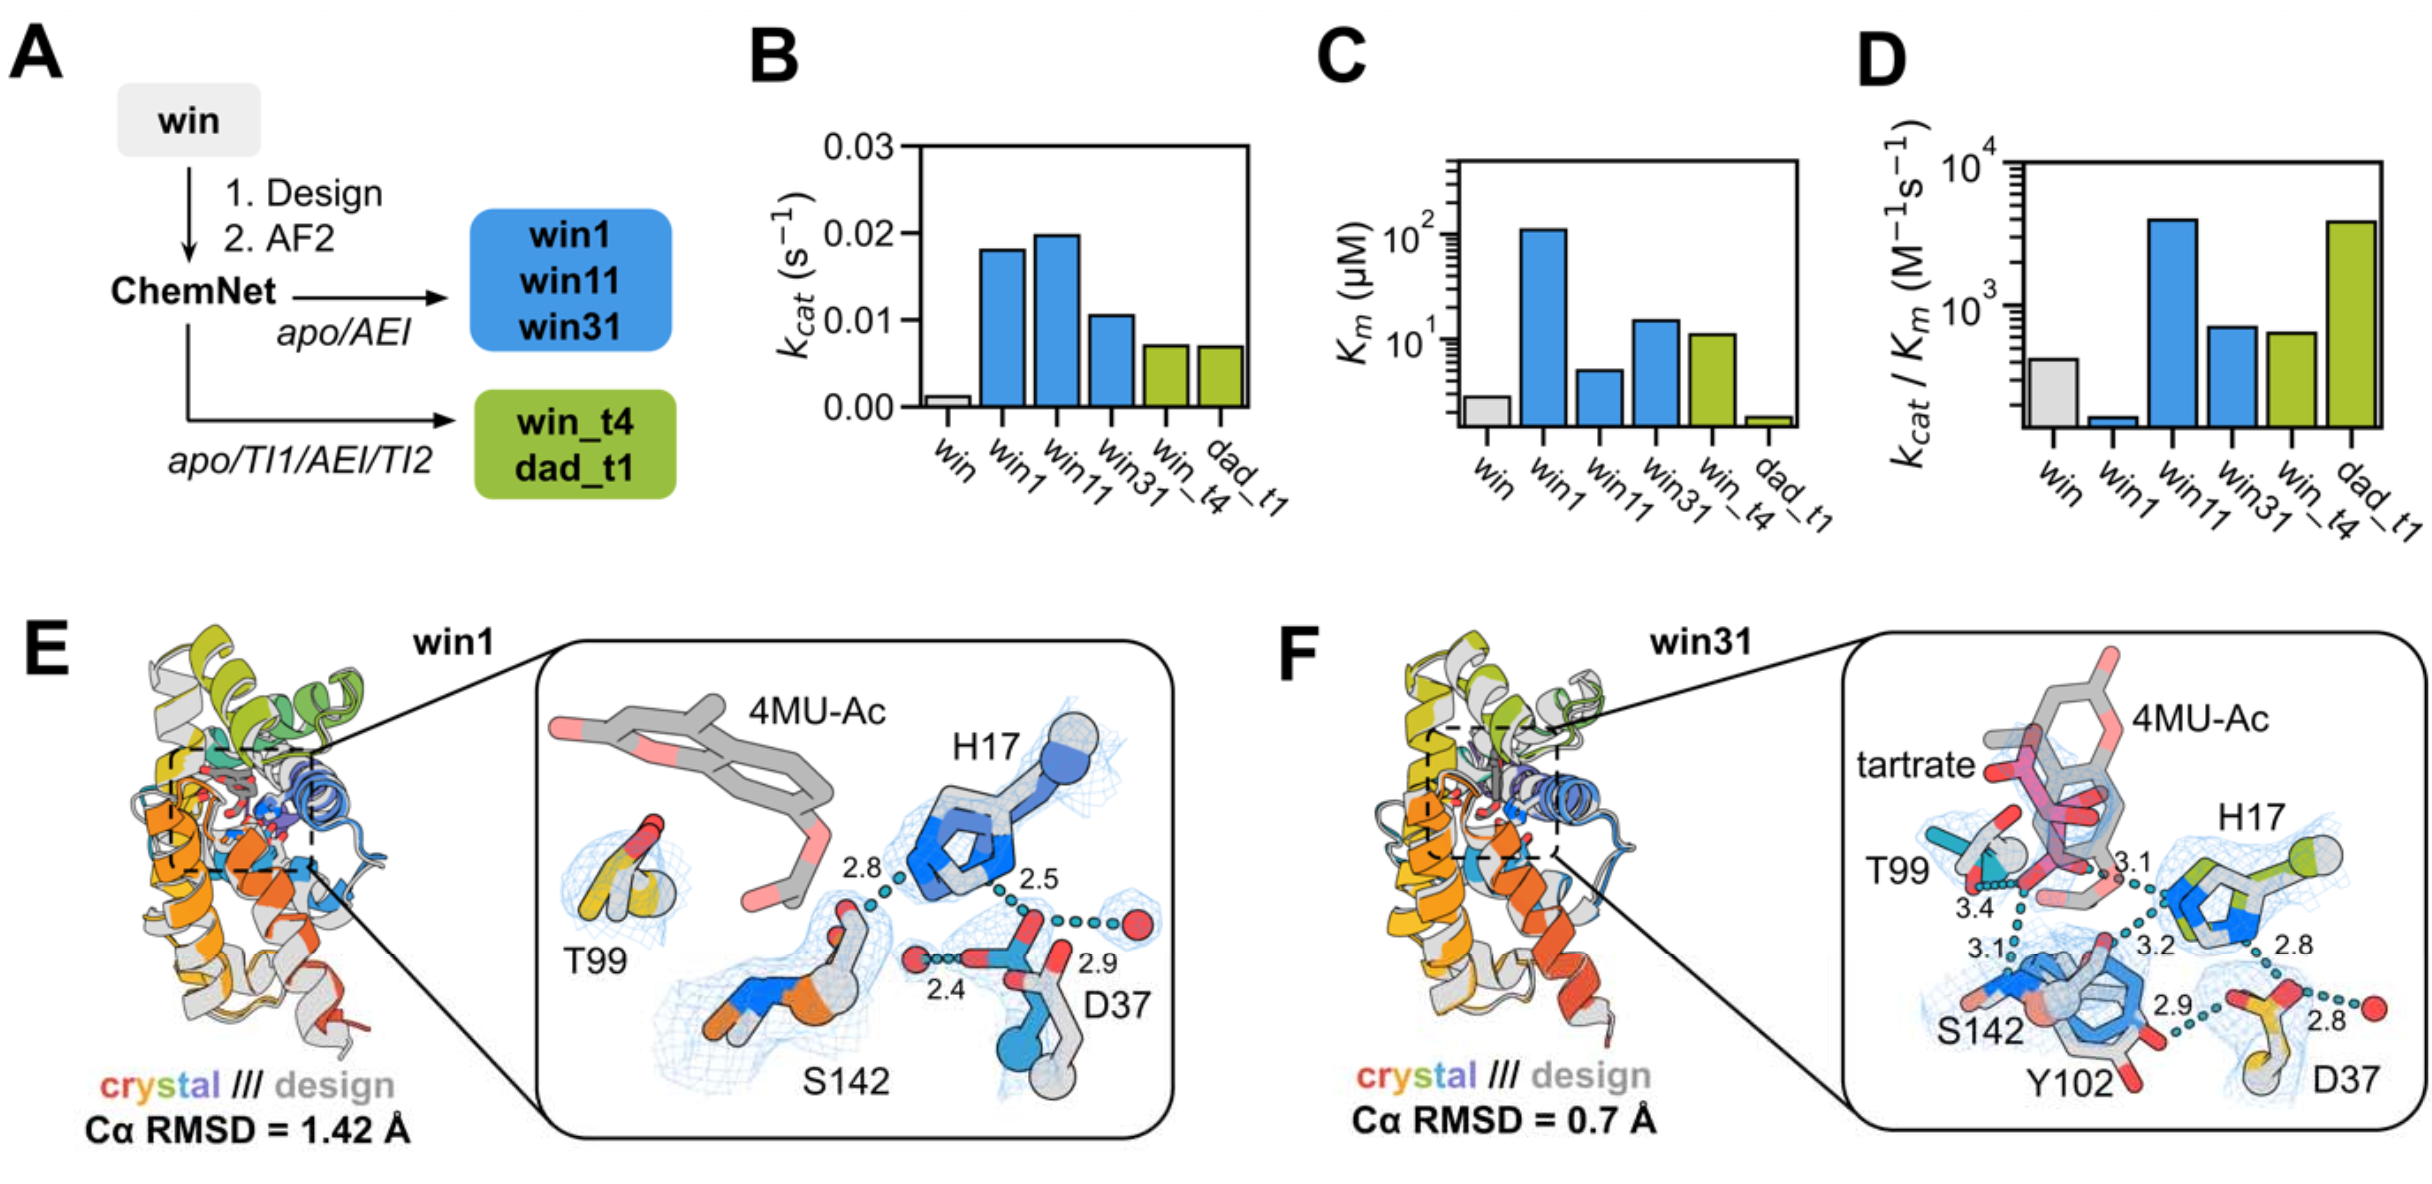 A
win
1. Design
2. AF2
ChemNet
apo/AEI
win1
win11
win31
apo/TI1/AEI/TI2
win_t4
dad_t1
B
k_cat (s⁻¹)
0.03
0.02
0.01
0.00
win
win1
win11
win31
win_t4
dad_t1
C
K_m (µM)
10²
10¹
win
win1
win11
win31
win_t4
dad_t1
D
k_cat / K_m (M⁻¹s⁻¹)
10⁴
10³
win
win1
win11
win31
win_t4
dad_t1
E
win1
4MU-Ac
H17
2.8
2.5
T99
2.4
2.9
D37
S142
crystal /// design
Cα RMSD = 1.42 Å
F
win31
4MU-Ac
tartrate
H17
T99
3.1
3.4
3.1
3.2
2.8
S142
2.9
2.8
Y102
D37
crystal /// design
Cα RMSD = 0.7 Å